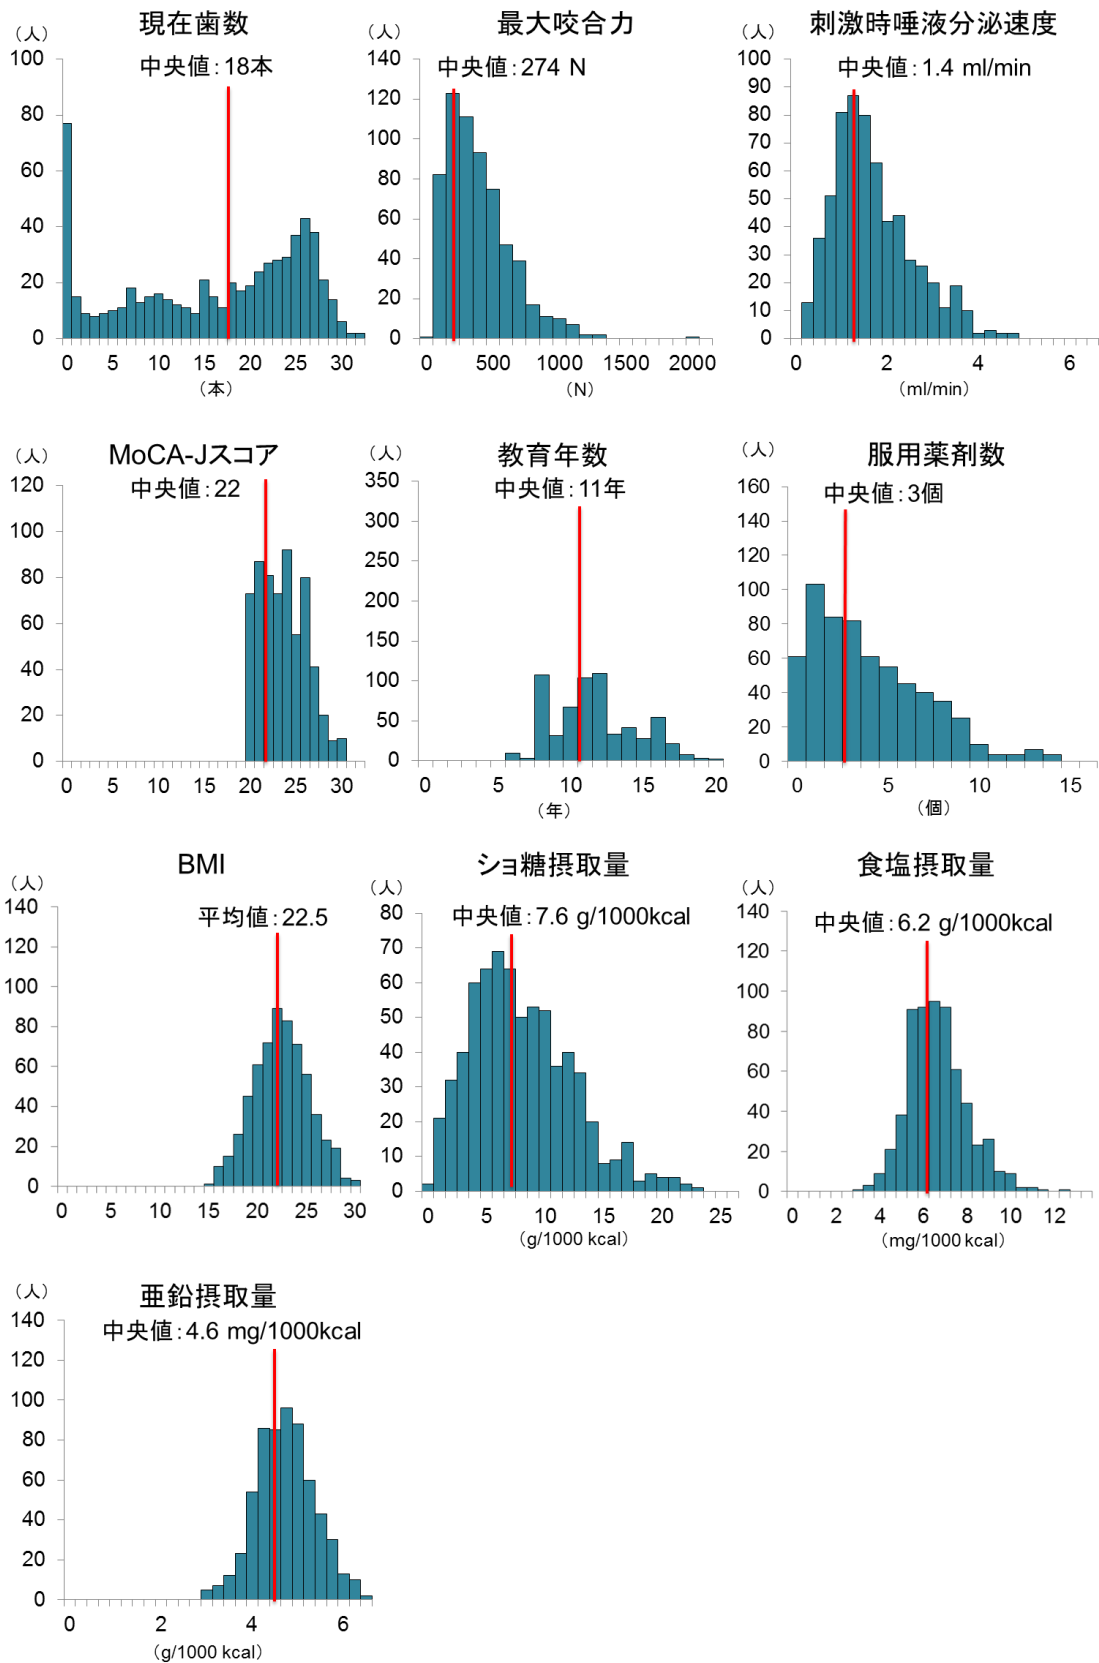 現在歯数
（人）
中央値：18本
100
80
60
40
20
0
0 5 10 15 20 25 30
（本）
最大咬合力
（人）
中央値：274 N
140
120
100
80
60
40
20
0
0 500 1000 1500 2000
（N）
刺激時唾液分泌速度
（人）
中央値：1.4 ml/min
100
90
80
70
60
50
40
30
20
10
0
0 2 4 6
（ml/min）
MoCA-Jスコア
（人）
中央値：22
120
100
80
60
40
20
0
0 5 10 15 20 25 30
教育年数
（人）
中央値：11年
350
300
250
200
150
100
50
0
0 5 10 15 20
（年）
服用薬剤数
（人）
中央値：3個
160
140
120
100
80
60
40
20
0
0 5 10 15
（個）
BMI
（人）
平均値：22.5
140
120
100
80
60
40
20
0
0 5 10 15 20 25 30
ショ糖摂取量
（人）
中央値：7.6 g/1000kcal
80
70
60
50
40
30
20
10
0
0 5 10 15 20 25
（g/1000 kcal）
食塩摂取量
（人）
中央値：6.2 g/1000kcal
140
120
100
80
60
40
20
0
0 2 4 6 8 10 12
（mg/1000 kcal）
亜鉛摂取量
（人）
中央値：4.6 mg/1000kcal
140
120
100
80
60
40
20
0
0 2 4 6
（g/1000 kcal）